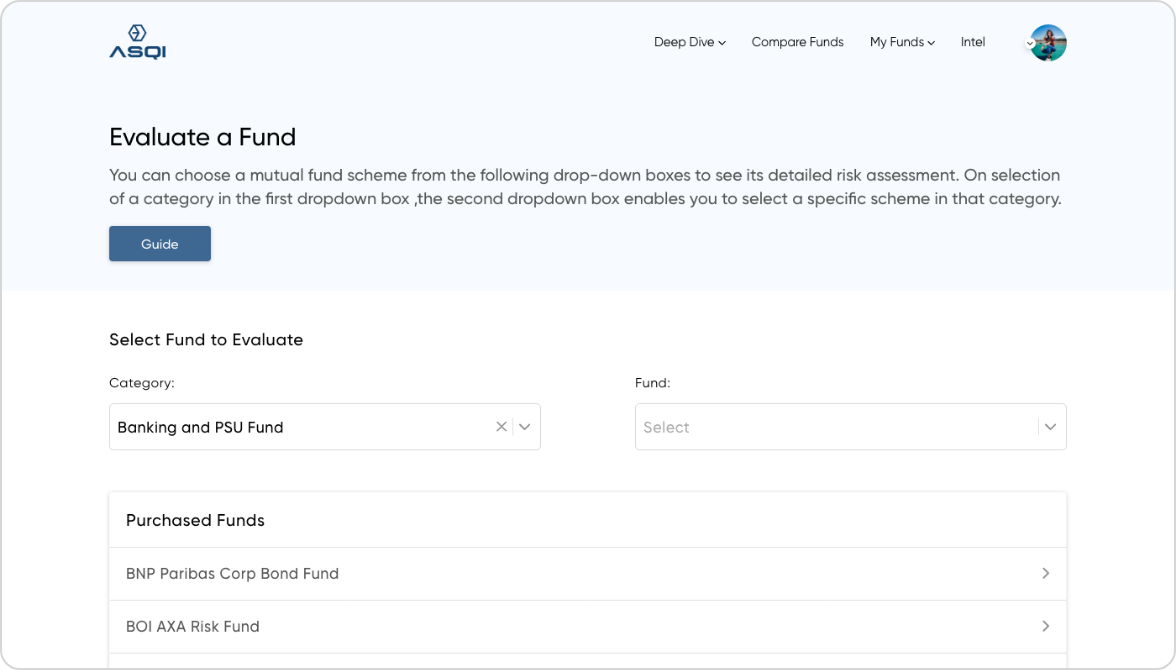 ASQI
Deep Dive
Compare Funds
My Funds
Intel
Evaluate a Fund
You can choose a mutual fund scheme from the following drop-down boxes to see its detailed risk assessment. On selection
of a category in the first dropdown box ,the second dropdown box enables you to select a specific scheme in that category.
Guide
Select Fund to Evaluate
Category:
Fund:
Banking and PSU Fund
Select
Purchased Funds
BNP Paribas Corp Bond Fund
BOI AXA Risk Fund